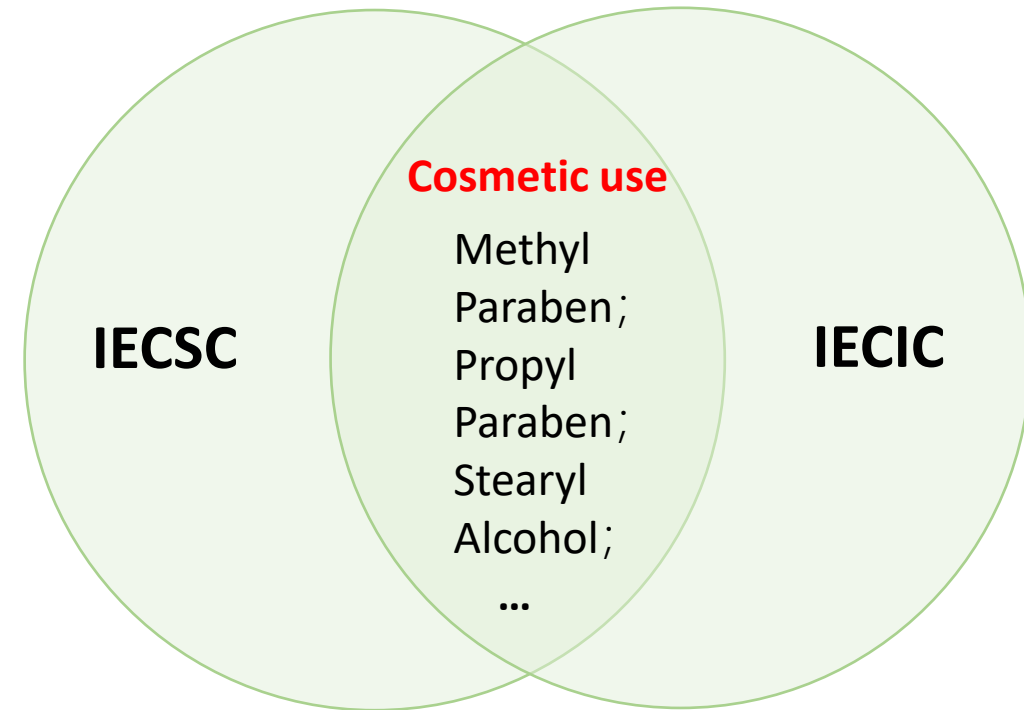 Cosmetic use
Methyl
Paraben；
Propyl
Paraben；
Stearyl
Alcohol；
...
IECSC
IECIC